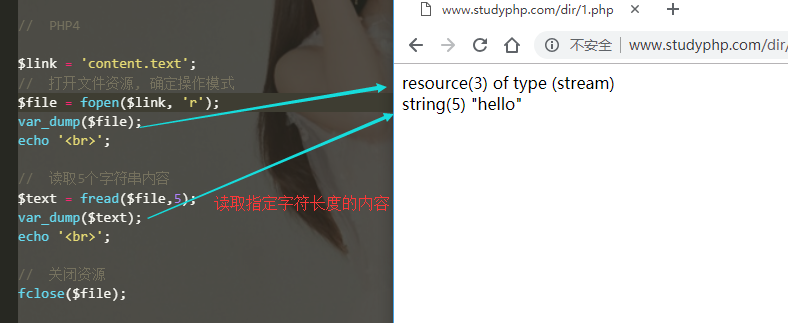 //  PHP4
$link = 'content.text';
//  打开文件资源, 确定操作模式
$file = fopen($link, 'r');
var_dump($file);
echo '<br>';
//  读取5个字符串内容
$text = fread($file,5);
var_dump($text);
echo '<br>';
//  关闭资源
fclose($file);
读取指定字符长度的内容
www.studyphp.com/dir/1.php
不安全 | www.studyphp.com/dir/
resource(3) of type (stream)
string(5) "hello"